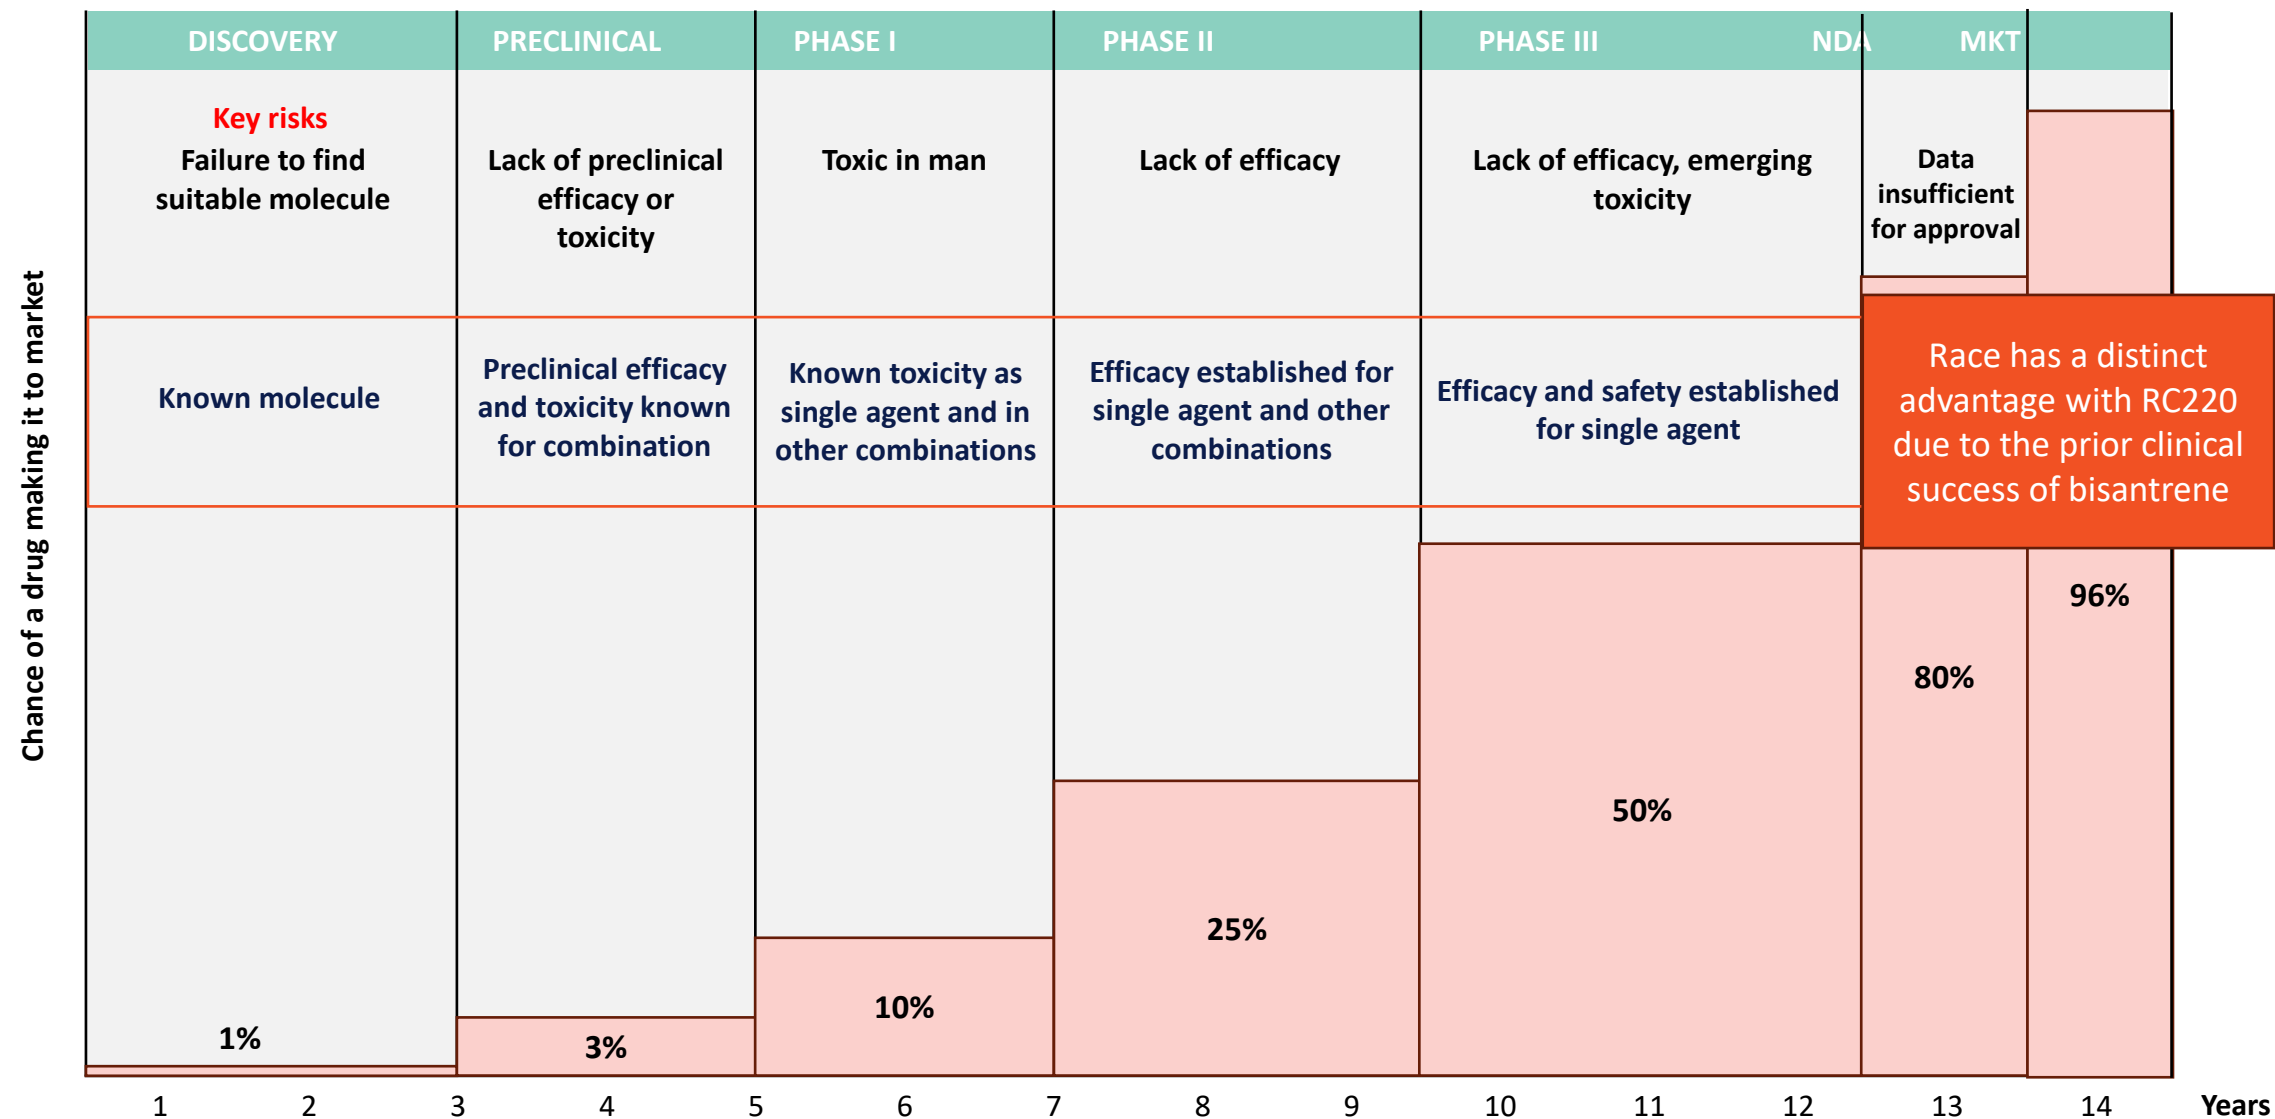 DISCOVERY
PRECLINICAL
PHASE I
PHASE II
PHASE III
NDA
MKT
Key risks
Failure to find
suitable molecule
Lack of preclinical
efficacy or
toxicity
Toxic in man
Lack of efficacy
Lack of efficacy, emerging
toxicity
Data
insufficient
for approval
Known molecule
Preclinical efficacy
and toxicity known
for combination
Known toxicity as
single agent and in
other combinations
Efficacy established for
single agent and other
combinations
Efficacy and safety established
for single agent
Race has a distinct
advantage with RC220
due to the prior clinical
success of bisantrene
Chance of a drug making it to market
1%
3%
10%
25%
50%
80%
96%
1 2 3 4 5 6 7 8 9 10 11 12 13 14 Years